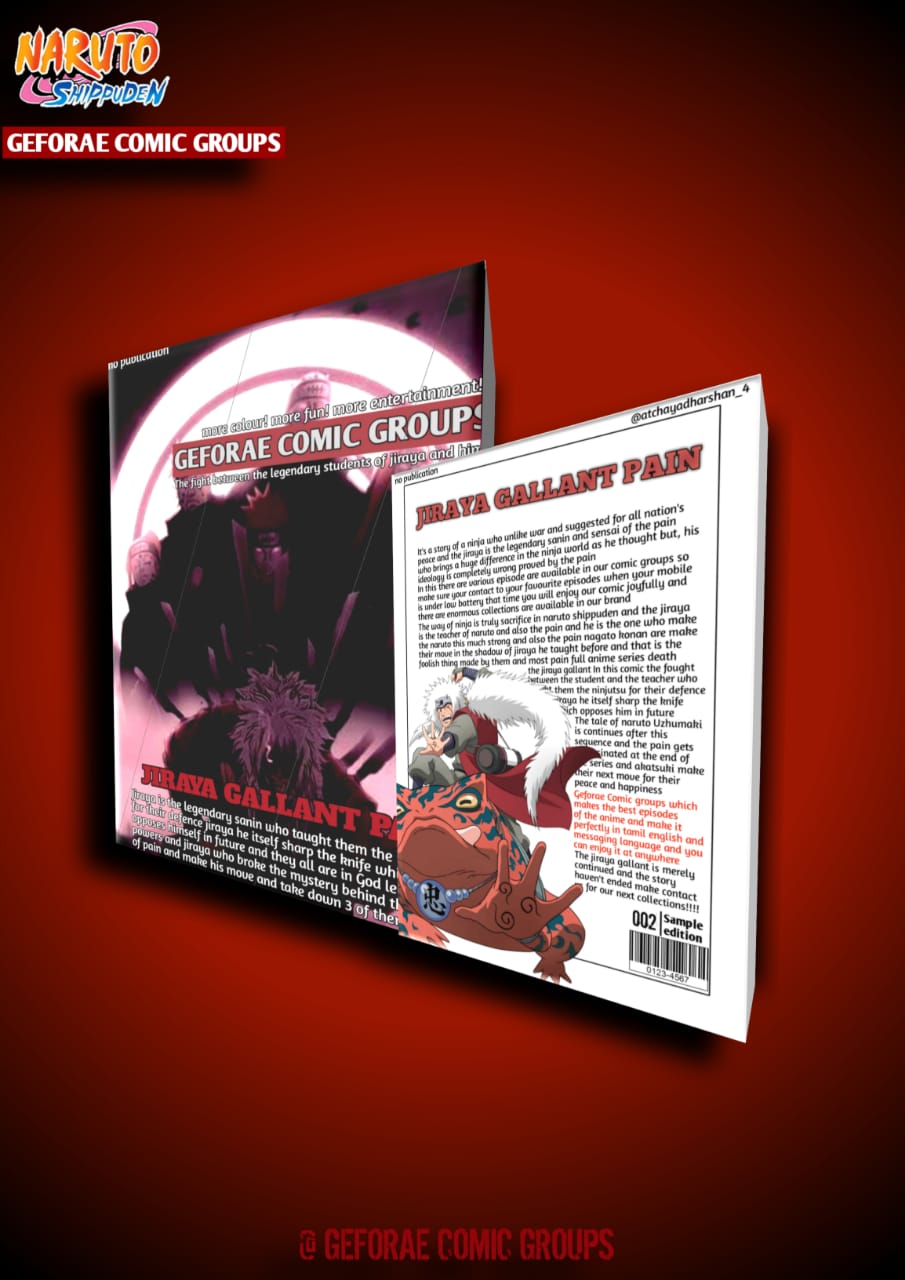 NARUTO
SHIPPUDEN
GEFORAE COMIC GROUPS
no publication
more colour! more fun! more entertainment!
GEFORAE COMIC GROUPS
The fight between the legendary students of jiraya and him
JIRAYA GALLANT
Jiraya is the legendary sanin who taught them the
for their defence jiraya he itself sharp the knife
opposes himself in future and they all are in God
powers and jiraya who broke the mystery behind
of pain and make his move and take down 3 of
@atchayadharshan_4
no publication
JIRAYA GALLANT PAIN
It's a story of a ninja who unlike war and suggested for all nation's
peace and the jiraya is the legendary sanin and sensai of the pain
who brings a huge difference in the ninja world as he thought but, his
ideology is completely wrong proved by the pain
In this there are various episode are available in our comic groups so
make sure your contact to your favourite episodes when your mobile
is under low battery that time you will enjoy our comic joyfully and
there are enormous collections are available in our brand
The way of ninja is truly sacrifice in naruto shippuden and the jiraya
is the teacher of naruto and also the pain and he is the one who make
the naruto this much strong and also the pain nagato konan are make
their move in the shadow of jiraya he taught before and that is the
foolish thing made by them and most pain full anime series death
the jiraya gallant In this comic the fought
between the student and the teacher who
them the ninjutsu for their defence
he itself sharp the knife
opposes him in future
The tale of naruto Uzhumaki
is continues after this
sequence and the pain gets
at the end of
series and akatsuki make
their next move for their
peace and happiness
Geforae Comic groups which
makes the best episodes
of the anime and make it
perfectly in tamil english and
messaging language and you
can enjoy it at anywhere
The jiraya gallant is merely
continued and the story
haven't ended make contact
for our next collections!!!!
忠
002 Sample
edition
0123-4567
@ GEFORAE COMIC GROUPS